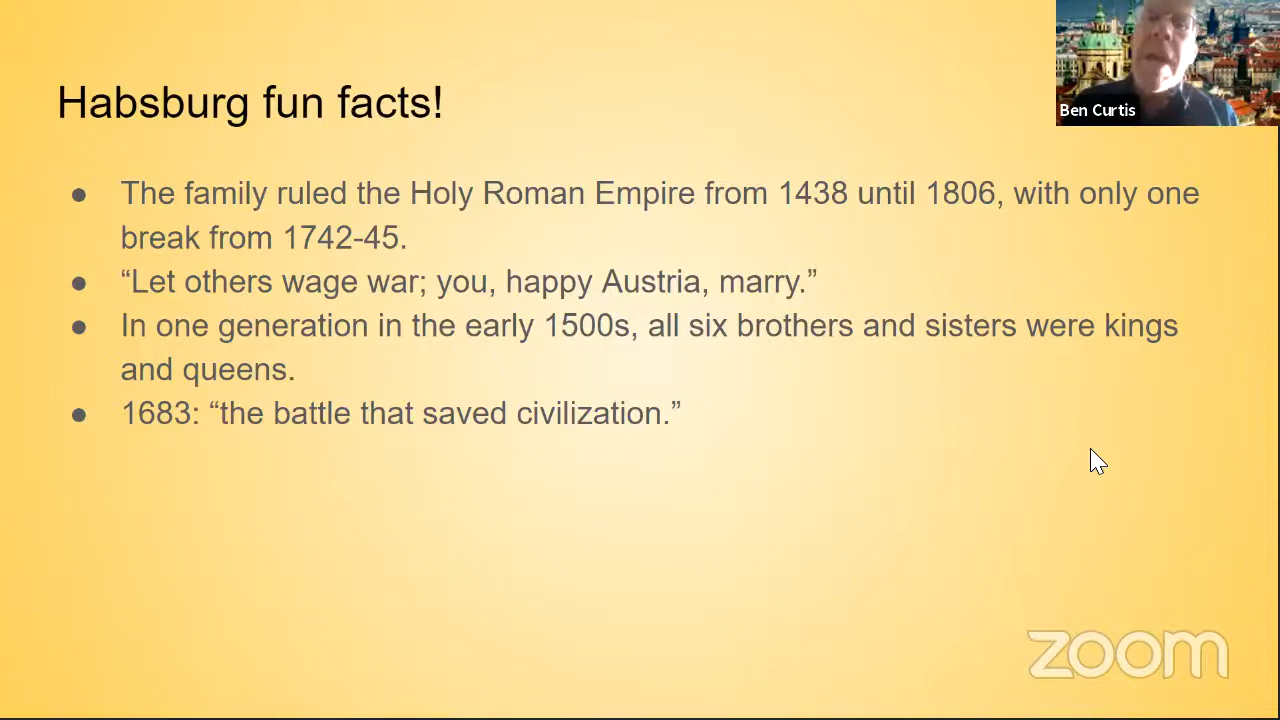 Ben Curtis
Habsburg fun facts!
● The family ruled the Holy Roman Empire from 1438 until 1806, with only one
break from 1742-45.
● “Let others wage war; you, happy Austria, marry.”
● In one generation in the early 1500s, all six brothers and sisters were kings
and queens.
● 1683: “the battle that saved civilization.”
zoom